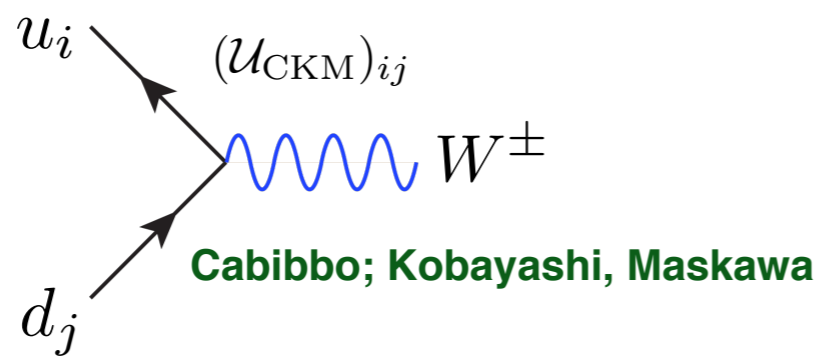 u_i
(𝒰_CKM)_ij
W^±
Cabibbo; Kobayashi, Maskawa
d_j